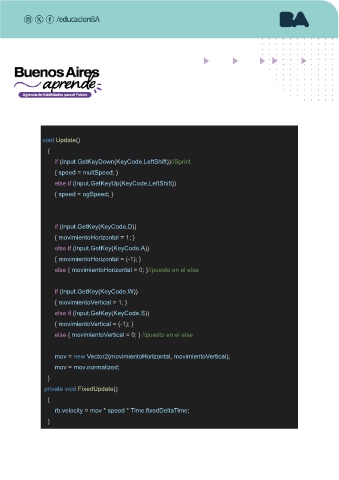 /educacionBA
BA
Buenos Aires
aprende
Agencia de Habilidades para el Futuro
void Update()
{
if (Input.GetKeyDown(KeyCode.LeftShift))//Sprint
{ speed = multSpeed; }
else if (Input.GetKeyUp(KeyCode.LeftShift))
{ speed = ogSpeed; }
if (Input.GetKey(KeyCode.D))
{ movimientoHorizontal = 1; }
else if (Input.GetKey(KeyCode.A))
{ movimientoHorizontal = (-1); }
else { movimientoHorizontal = 0; }//puesto en el else
if (Input.GetKey(KeyCode.W))
{ movimientoVertical = 1; }
else if (Input.GetKey(KeyCode.S))
{ movimientoVertical = (-1); }
else { movimientoVertical = 0; } //puesto en el else
mov = new Vector2(movimientoHorizontal, movimientoVertical);
mov = mov.normalized;
}
private void FixedUpdate()
{
rb.velocity = mov * speed * Time.fixedDeltaTime;
}